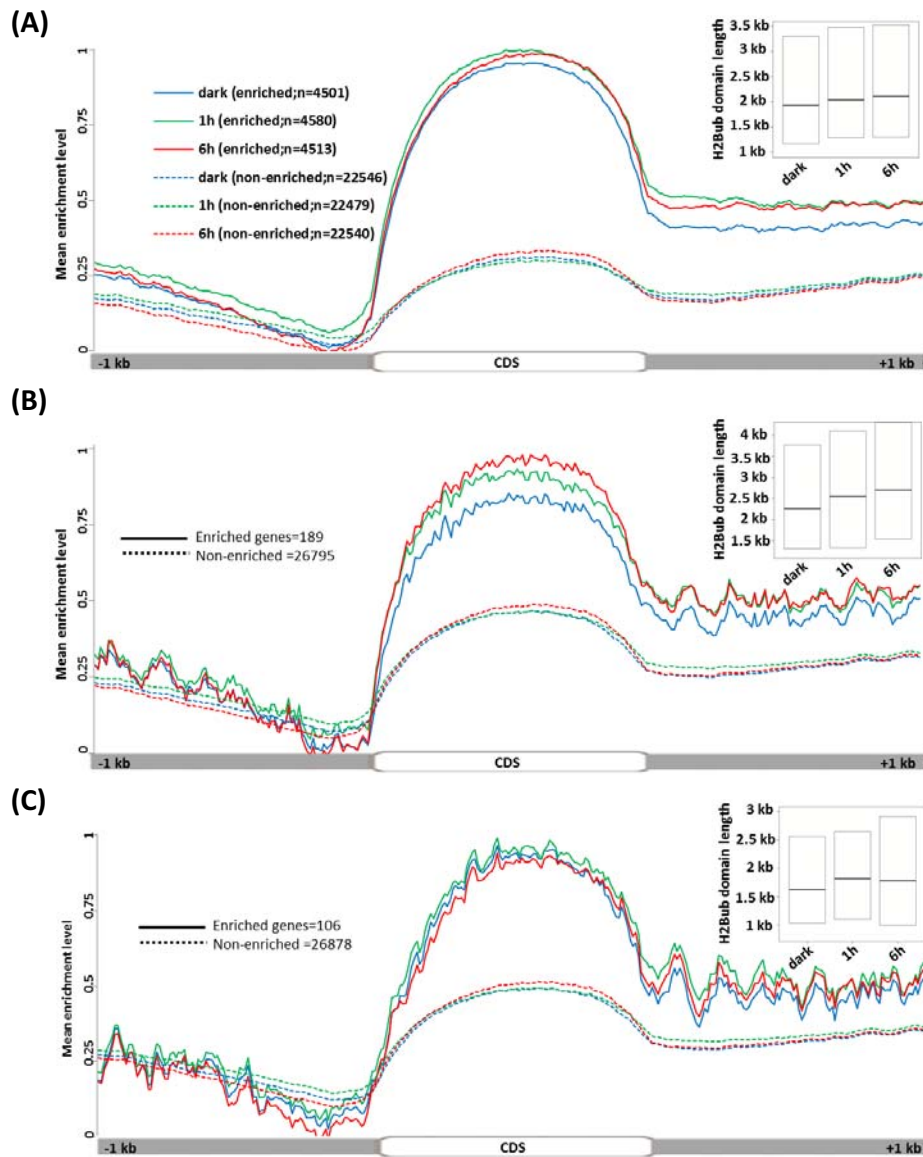 (A)
Mean enrichment level
1
0.75
0.5
0.25
0
dark (enriched;n=4501)
1h (enriched;n=4580)
6h (enriched;n=4513)
dark (non-enriched;n=22546)
1h (non-enriched;n=22479)
6h (non-enriched;n=22540)
H2Bub domain length
3.5 kb
3 kb
2.5 kb
2 kb
1.5 kb
1 kb
dark
1h
6h
-1 kb
CDS
+1 kb
(B)
Mean enrichment level
1
0.75
0.5
0.25
0
Enriched genes=189
Non-enriched =26795
H2Bub domain length
4 kb
3.5 kb
3 kb
2.5 kb
2 kb
1.5 kb
dark
1h
6h
-1 kb
CDS
+1 kb
(C)
Mean enrichment level
1
0.75
0.5
0.25
0
Enriched genes=106
Non-enriched =26878
H2Bub domain length
3 kb
2.5 kb
2 kb
1.5 kb
1 kb
dark
1h
6h
-1 kb
CDS
+1 kb